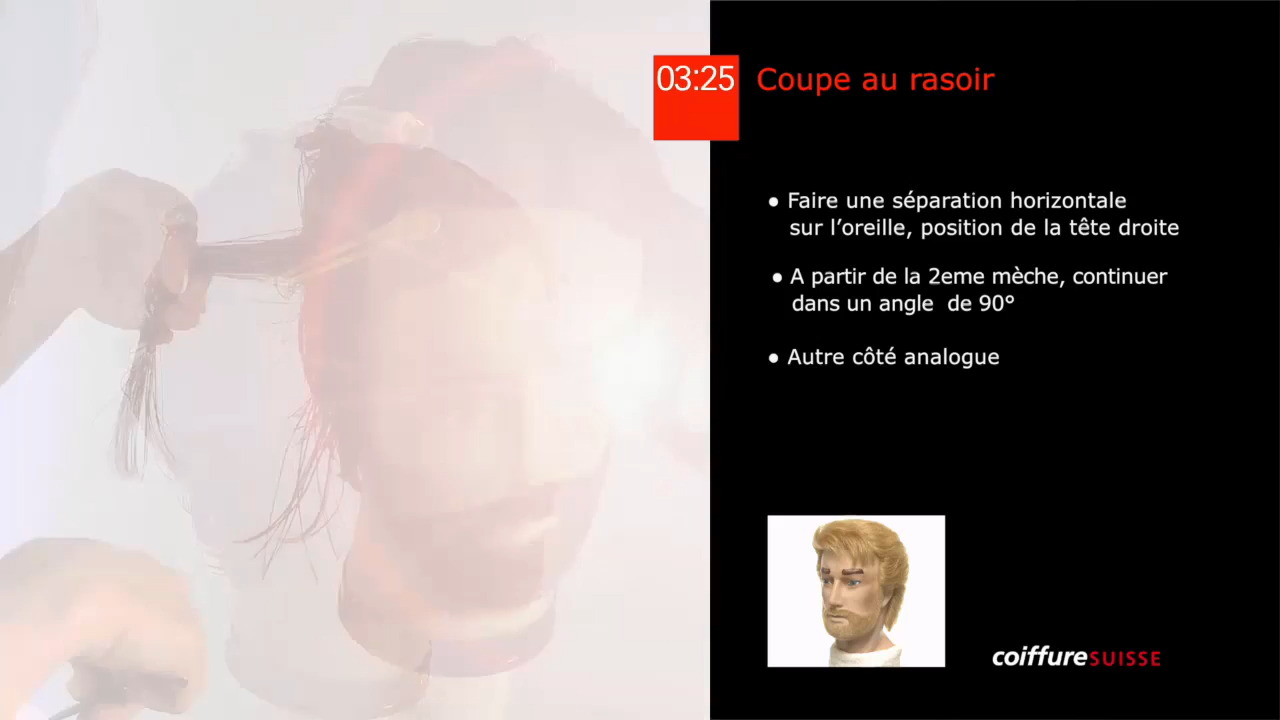 03:25 Coupe au rasoir
● Faire une séparation horizontale
sur l’oreille, position de la tête droite
● A partir de la 2eme mèche, continuer
dans un angle de 90°
● Autre côté analogue
coiffureSUISSE